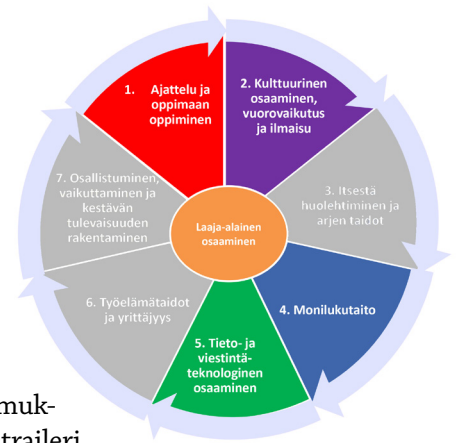 1. Ajattelu ja
oppimaan
oppiminen
2. Kulttuurinen
osaaminen,
vuorovaikutus
ja ilmaisu
3. Itsestä
huolehtiminen ja
arjen taidot
4. Monilukutaito
5. Tieto- ja
viestintä-
teknologinen
osaaminen
6. Työelämätaidot
ja yrittäjyys
7. Osallistuminen,
vaikuttaminen ja
kestävän
tulevaisuuden
rakentaminen
Laaja-alainen
osaaminen
muk-
traileri